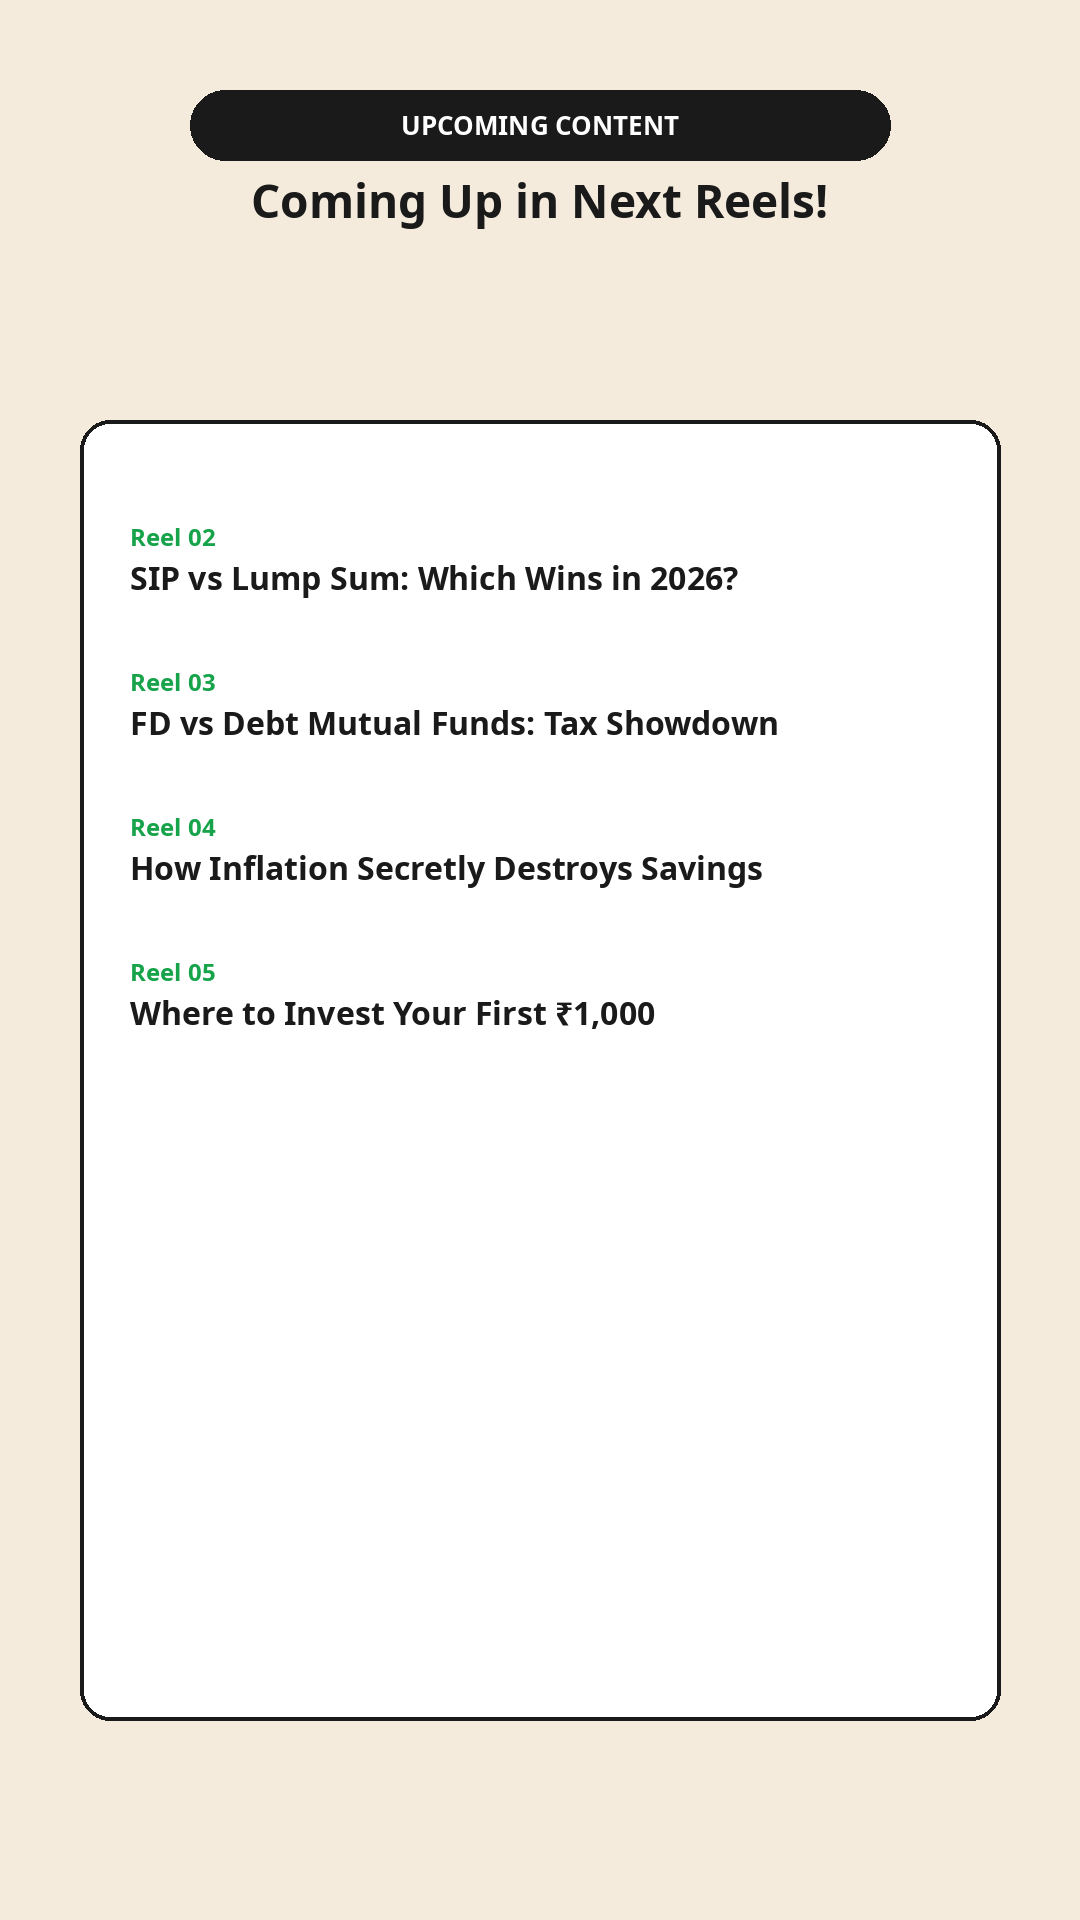 UPCOMING CONTENT
Coming Up in Next Reels!
Reel 02
SIP vs Lump Sum: Which Wins in 2026?
Reel 03
FD vs Debt Mutual Funds: Tax Showdown
Reel 04
How Inflation Secretly Destroys Savings
Reel 05
Where to Invest Your First ₹1,000